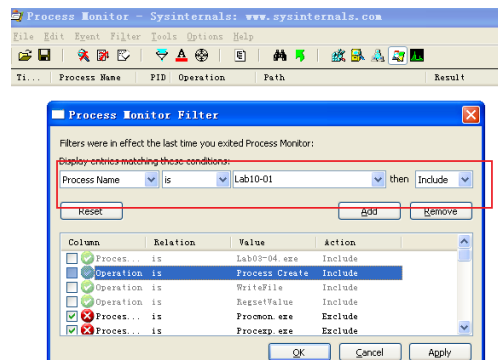 Process Monitor - Sysinternals: www.sysinternals.com
File Edit Event Filter Tools Options Help
Ti... Process Name PID Operation Path Result
Process Monitor Filter
Filters were in effect the last time you exited Process Monitor:
Display entries matching these conditions:
Process Name is Lab10-01 then Include
Reset Add Remove
Column Relation Value Action
Proces... is Lab03-04.exe Include
Operation is Process Create Include
Operation is WriteFile Include
Operation is RegsetValue Include
Proces... is Procmon.exe Exclude
Proces... is Procexp.exe Exclude
OK Cancel Apply